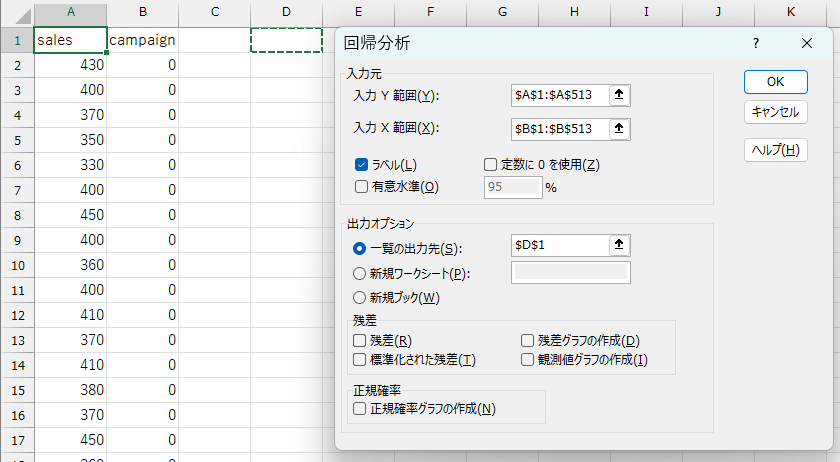 A B C D E F G H I J K
1 sales campaign
2 430 0
3 400 0
4 370 0
5 350 0
6 330 0
7 400 0
8 450 0
9 400 0
10 360 0
11 400 0
12 410 0
13 370 0
14 410 0
15 380 0
16 370 0
17 450 0
回帰分析 ? ×
入力元
入力 Y 範囲(Y): $A$1:$A$513
入力 X 範囲(X): $B$1:$B$513
ラベル(L) 定数に 0 を使用(Z)
有意水準(O) 95 %
OK
キャンセル
ヘルプ(H)
出力オプション
一覧の出力先(S): $D$1
新規ワークシート(P):
新規ブック(W)
残差
残差(R) 残差グラフの作成(D)
標準化された残差(T) 観測値グラフの作成(I)
正規確率
正規確率グラフの作成(N)